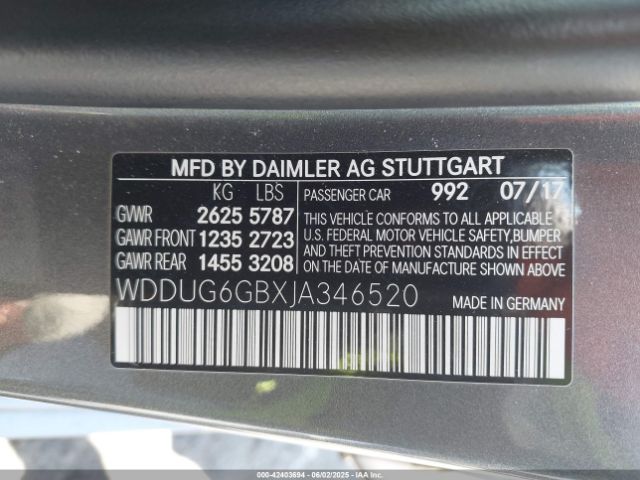 MFD BY DAIMLER AG STUTTGART
KG LBS PASSENGER CAR 992 07/17
GVWR 2625 5787 THIS VEHICLE CONFORMS TO ALL APPLICABLE
GAWR FRONT 1235 2723 U.S. FEDERAL MOTOR VEHICLE SAFETY,BUMPER
AND THEFT PREVENTION STANDARDS IN EFFECT
GAWR REAR 1455 3208 ON THE DATE OF MANUFACTURE SHOWN ABOVE.
WDDUG6GBXJA346520 MADE IN GERMANY
000-42403694 | 06/02/2025 | IAAI.COM